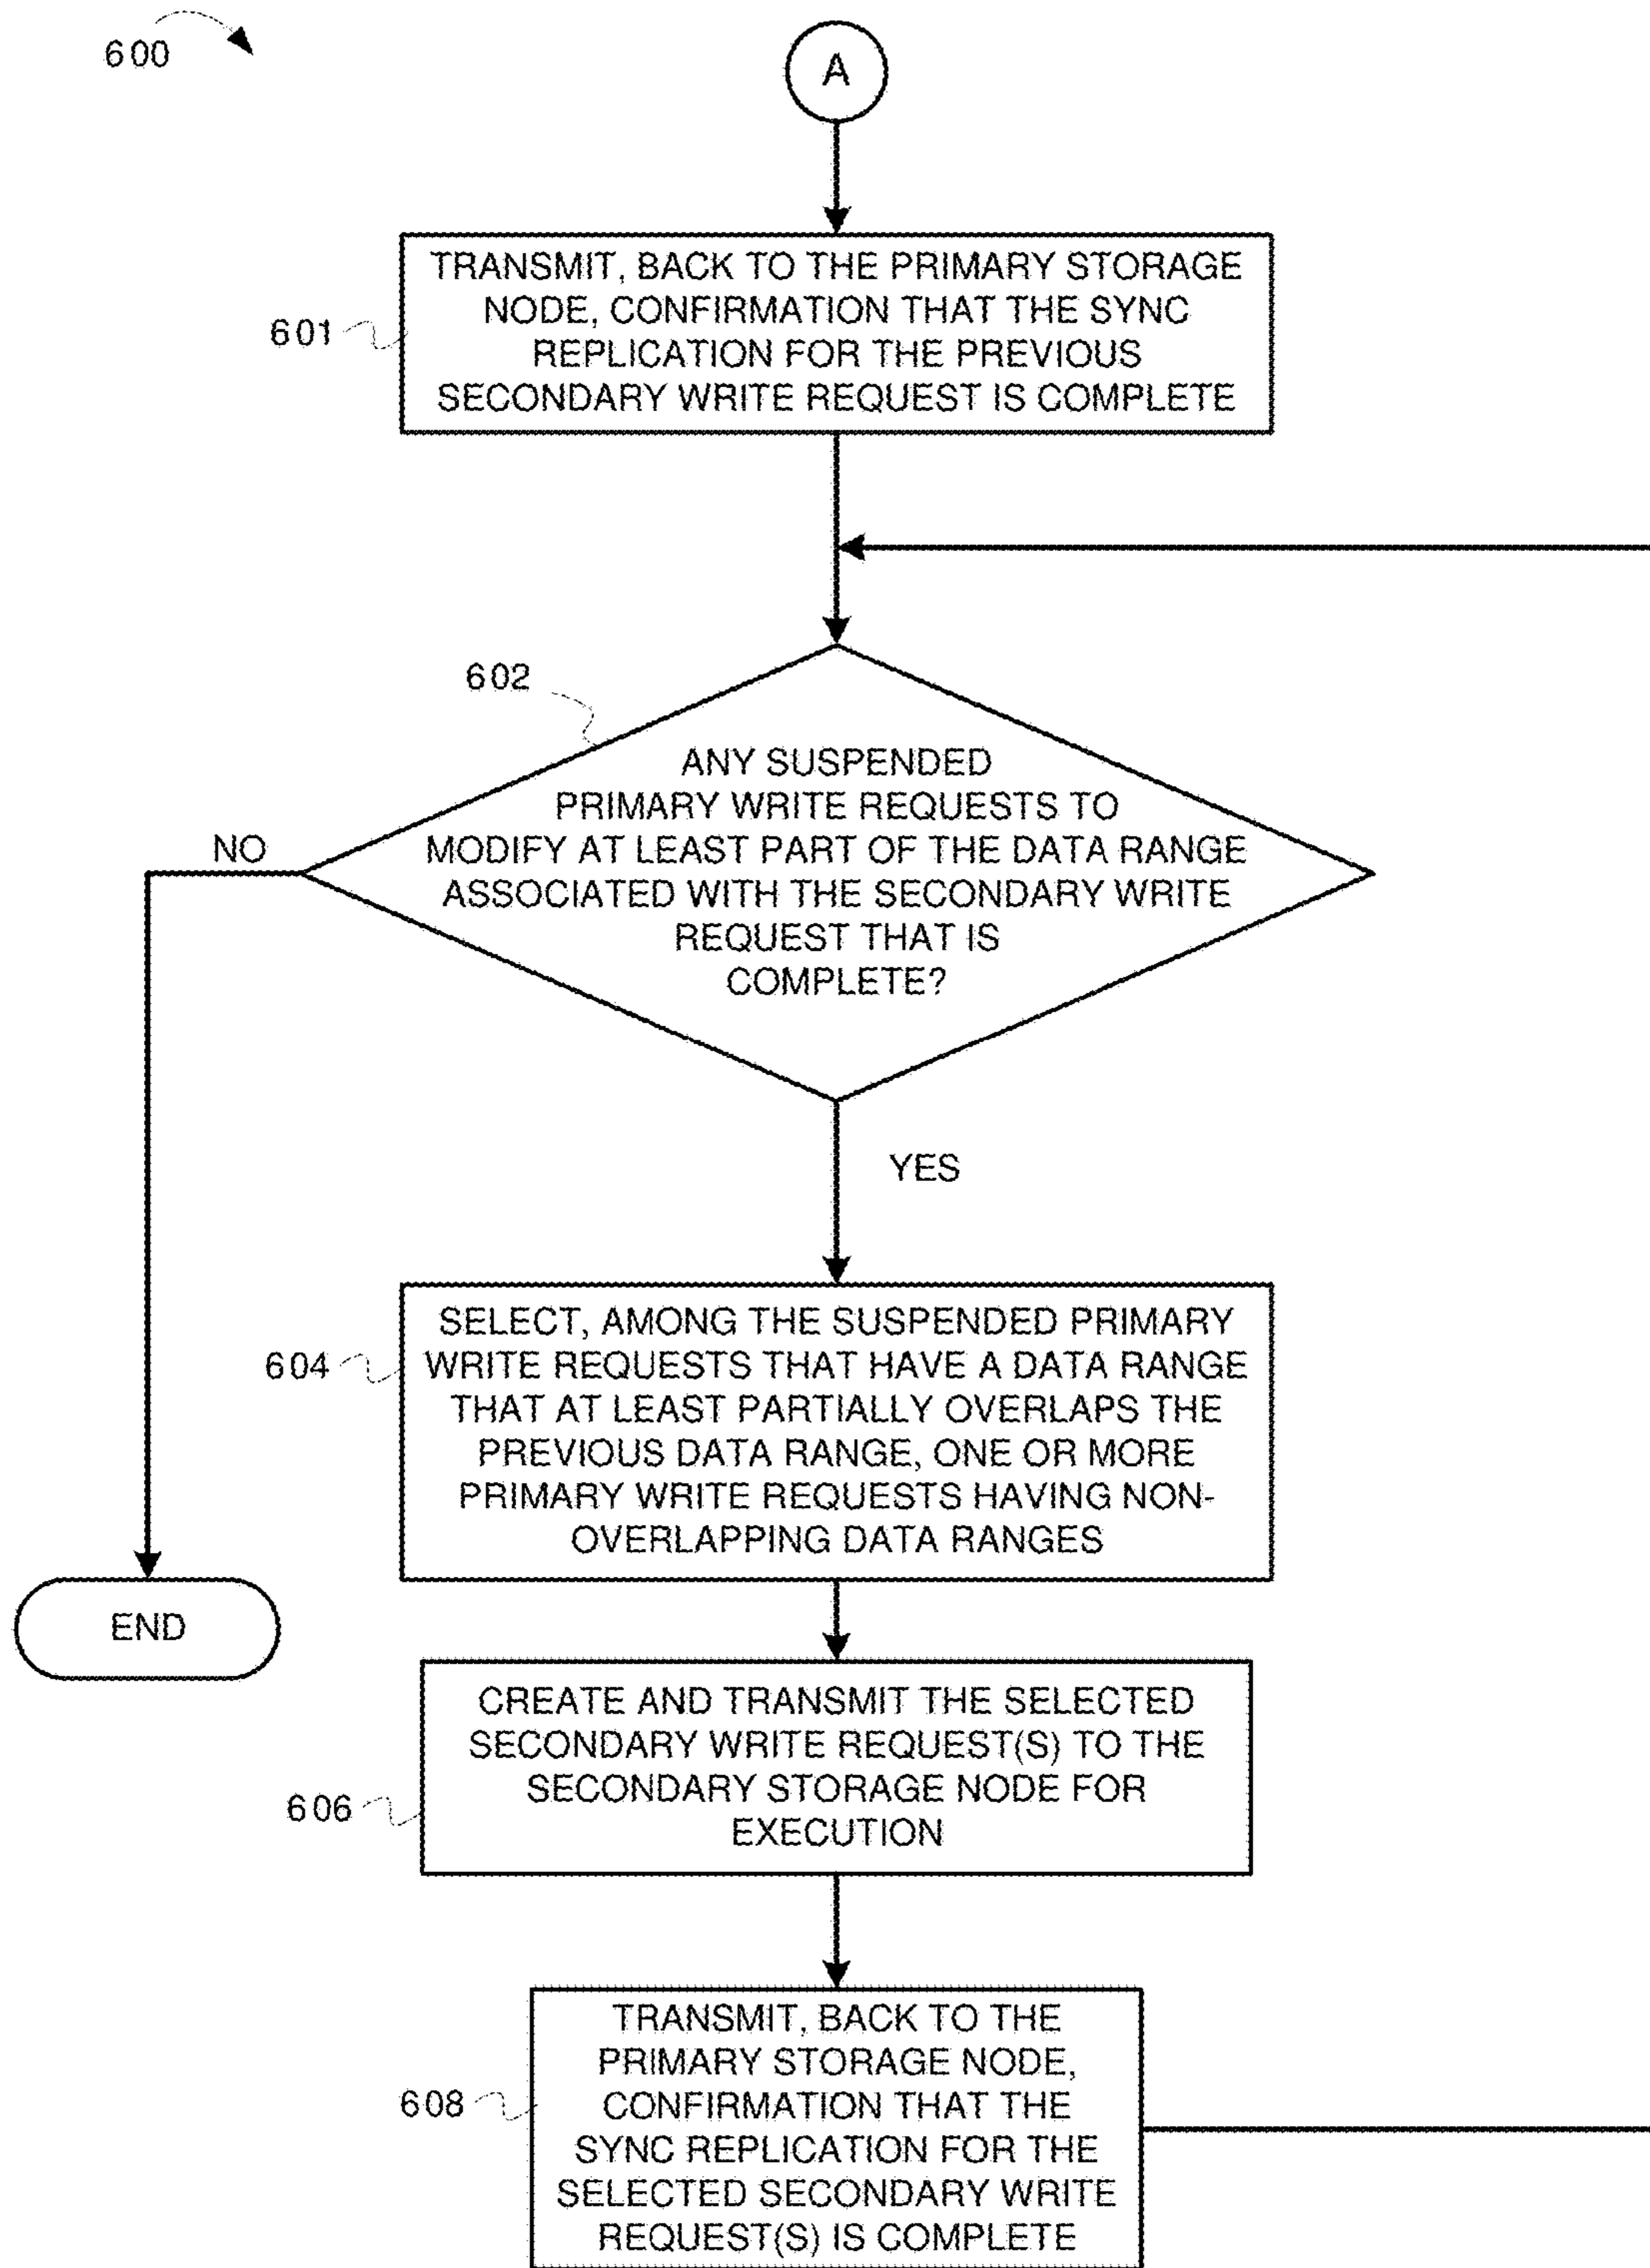 600
A
TRANSMIT, BACK TO THE PRIMARY STORAGE
NODE, CONFIRMATION THAT THE SYNC
REPLICATION FOR THE PREVIOUS
SECONDARY WRITE REQUEST IS COMPLETE
601
602
ANY SUSPENDED
PRIMARY WRITE REQUESTS TO
MODIFY AT LEAST PART OF THE DATA RANGE
ASSOCIATED WITH THE SECONDARY WRITE
REQUEST THAT IS
COMPLETE?
NO
YES
SELECT, AMONG THE SUSPENDED PRIMARY
WRITE REQUESTS THAT HAVE A DATA RANGE
THAT AT LEAST PARTIALLY OVERLAPS THE
PREVIOUS DATA RANGE, ONE OR MORE
PRIMARY WRITE REQUESTS HAVING NON-
OVERLAPPING DATA RANGES
604
END
CREATE AND TRANSMIT THE SELECTED
SECONDARY WRITE REQUEST(S) TO THE
SECONDARY STORAGE NODE FOR
EXECUTION
606
TRANSMIT, BACK TO THE
PRIMARY STORAGE NODE,
CONFIRMATION THAT THE
SYNC REPLICATION FOR THE
SELECTED SECONDARY WRITE
REQUEST(S) IS COMPLETE
608